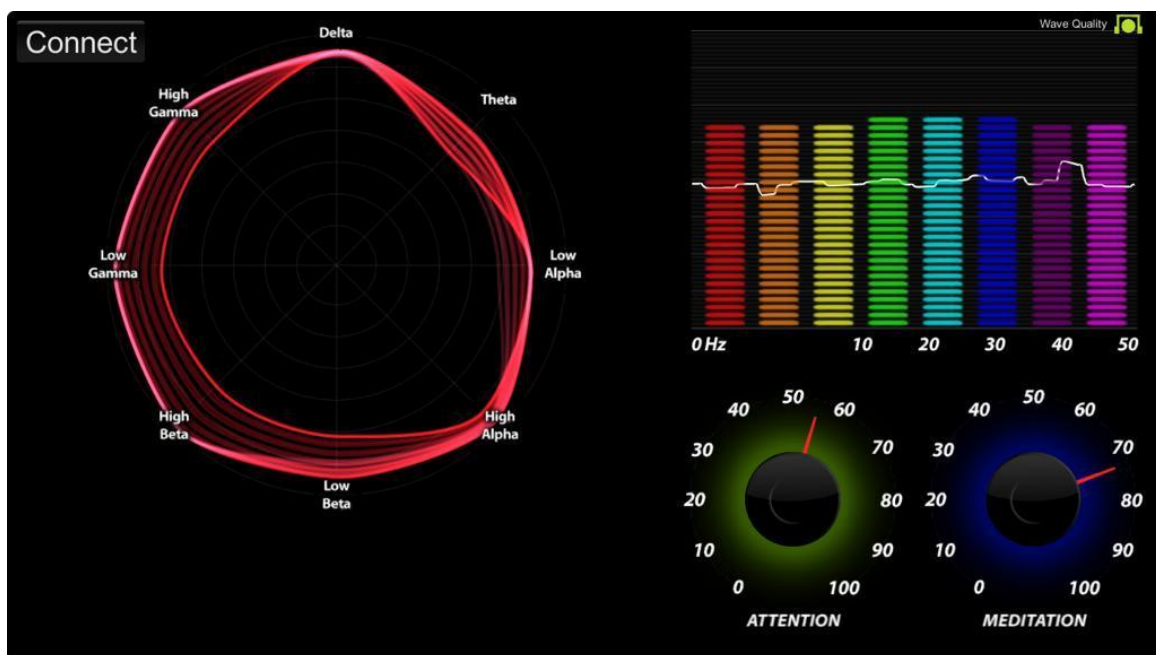 Connect
Wave Quality
Delta
Theta
High
Gamma
Low
Gamma
Low
Alpha
High
Beta
High
Alpha
Low
Beta
0 Hz 10 20 30 40 50
50
40 60
30 70
20 80
10 90
0 100
ATTENTION
50
40 60
30 70
20 80
10 90
0 100
MEDITATION